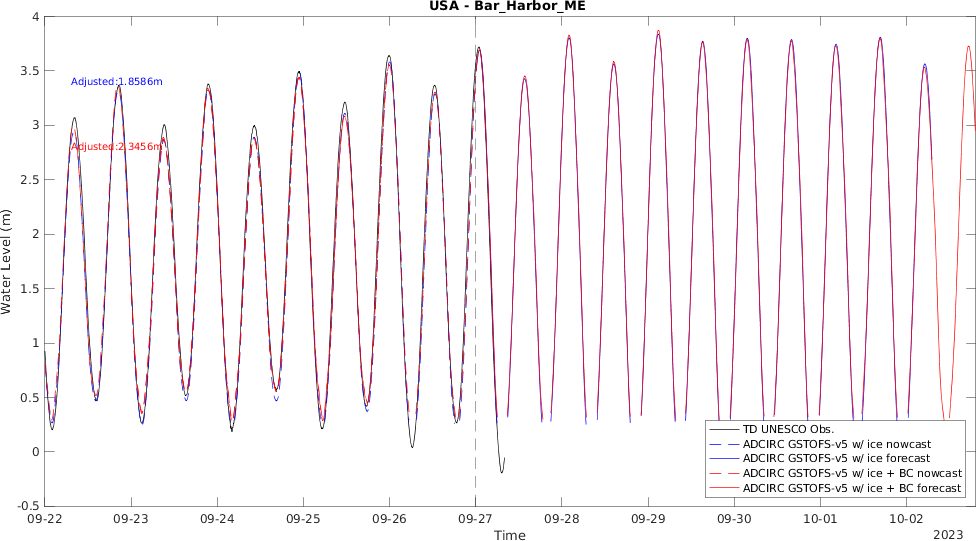 USA - Bar_Harbor_ME
4
3.5
3
2.5
2
1.5
1
0.5
0
-0.5
Water Level (m)
Adjusted:1.8586m
Adjusted:2.3456m
TD UNESCO Obs.
ADCIRC GSTOFS-v5 w/ ice nowcast
ADCIRC GSTOFS-v5 w/ ice forecast
ADCIRC GSTOFS-v5 w/ ice + BC nowcast
ADCIRC GSTOFS-v5 w/ ice + BC forecast
09-22 09-23 09-24 09-25 09-26 09-27 09-28 09-29 09-30 10-01 10-02
Time
2023